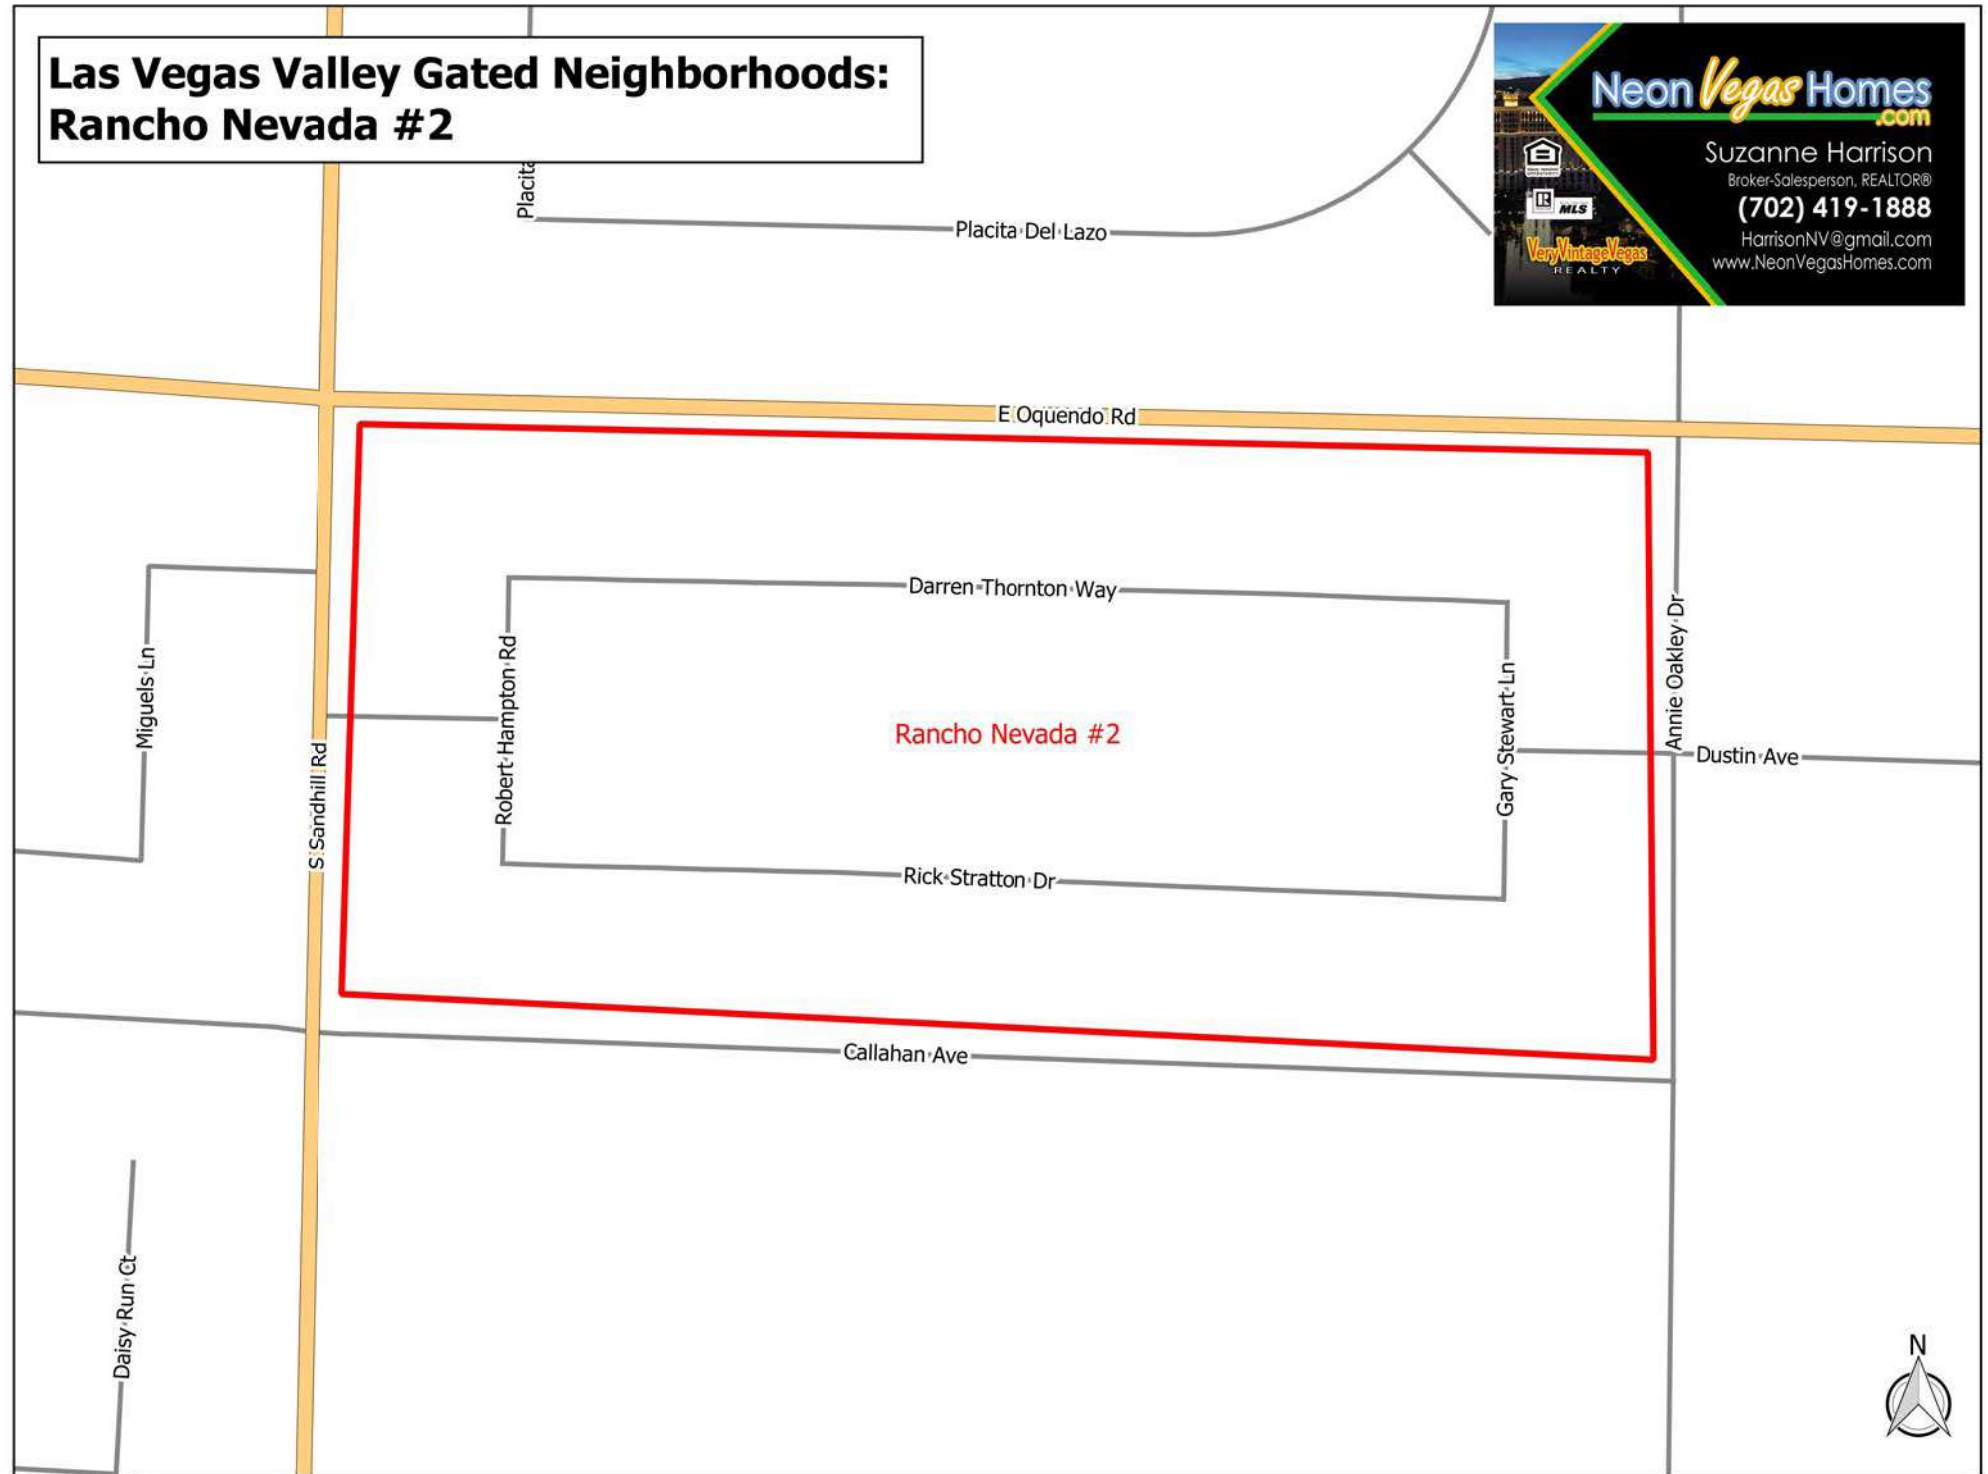 Las Vegas Valley Gated Neighborhoods:
Rancho Nevada #2
Neon Vegas Homes
.com
Suzanne Harrison
Broker-Salesperson, REALTOR®
(702) 419-1888
HarrisonNV@gmail.com
www.NeonVegasHomes.com
MLS
VeryVintageVegas
REALTY
Placita
Placita Del Lazo
E Oquendo Rd
Darren Thornton Way
Miguels Ln
Robert Hampton Rd
Gary Stewart Ln
Annie Oakley Dr
Rancho Nevada #2
S Sandhill Rd
Dustin Ave
Rick Stratton Dr
Callahan Ave
Daisy Run Ct
N